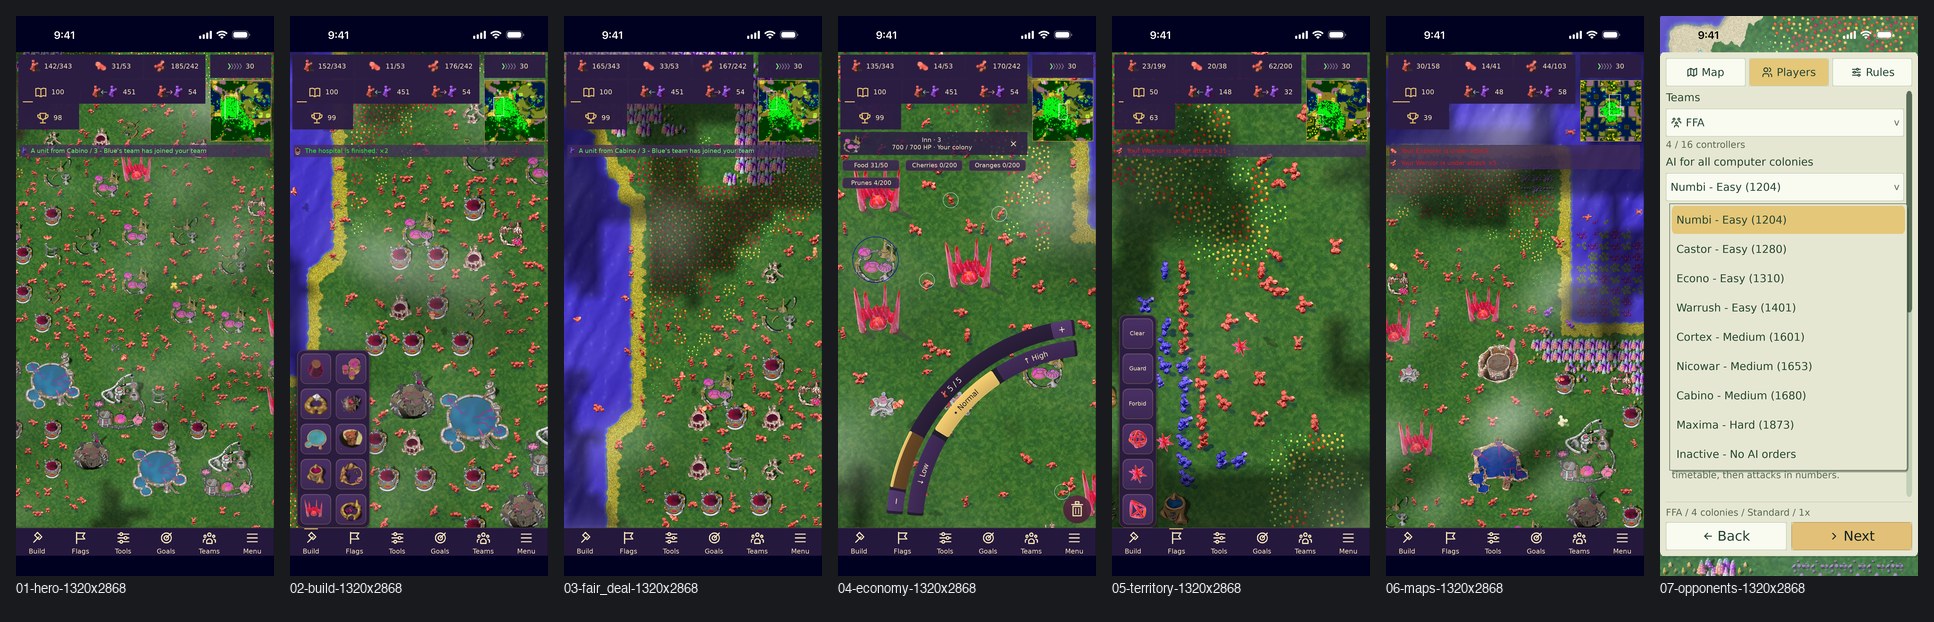 9:41
142/343 31/53 185/242 30
100 451 54
98
A unit from Cabino / 3 - Blue's team has joined your team
Build Flags Tools Goals Teams Menu
01-hero-1320x2868
9:41
152/343 11/53 176/242 30
100 451 54
99
The hospital is finished: ×2
Build Flags Tools Goals Teams Menu
02-build-1320x2868
9:41
165/343 33/53 167/242 30
100 451 54
99
A unit from Cabino / 3 - Blue's team has joined your team
Build Flags Tools Goals Teams Menu
03-fair_deal-1320x2868
9:41
135/343 14/53 170/242 30
100 451 54
99
Inn · 3
700 / 700 HP · Your colony
Food 31/50 Cherries 0/200 Oranges 0/200
Prunes 4/200
+
↑ High
5 / 5
• Normal
↓ Low
−
Build Flags Tools Goals Teams Menu
04-economy-1320x2868
9:41
23/199 20/38 62/200 30
50 148 32
63
Clear
Guard
Forbid
Build Flags Tools Goals Teams Menu
05-territory-1320x2868
9:41
30/158 14/41 44/103 30
100 48 58
39
Build Flags Tools Goals Teams Menu
06-maps-1320x2868
9:41
Map Players Rules
Teams
FFA
4 / 16 controllers
AI for all computer colonies
Numbi - Easy (1204)
Numbi - Easy (1204)
Castor - Easy (1280)
Econo - Easy (1310)
Warrush - Easy (1401)
Cortex - Medium (1601)
Nicowar - Medium (1653)
Cabino - Medium (1680)
Maxima - Hard (1873)
Inactive - No AI orders
timetable, then attacks in numbers.
FFA / 4 colonies / Standard / 1x
← Back > Next
07-opponents-1320x2868